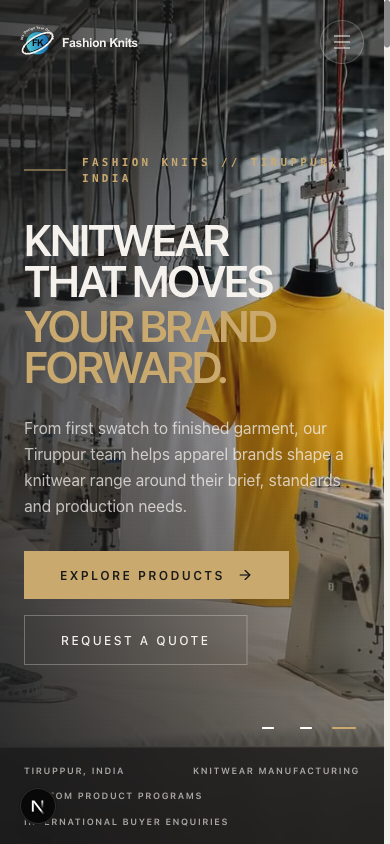 FK
Fashion Knits
FASHION KNITS // TIRUPPUR,
INDIA
KNITWEAR
THAT MOVES
YOUR BRAND
FORWARD.
From first swatch to finished garment, our
Tiruppur team helps apparel brands shape a
knitwear range around their brief, standards
and production needs.
EXPLORE PRODUCTS →
REQUEST A QUOTE
TIRUPPUR, INDIA
KNITWEAR MANUFACTURING
PRODUCT PROGRAMS
N
BUYER ENQUIRIES